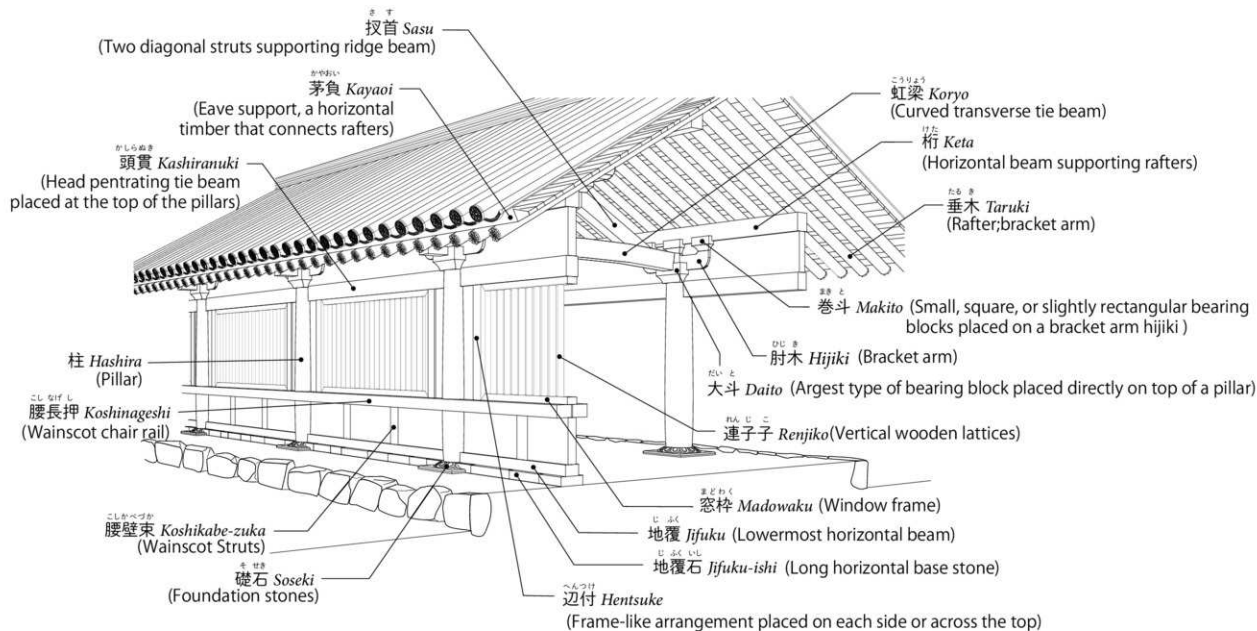 さ す
扠首 Sasu
(Two diagonal struts supporting ridge beam)
かやおい
茅負 Kayaoi
(Eave support, a horizontal
timber that connects rafters)
かしらぬき
頭貫 Kashiranuki
(Head pentrating tie beam
placed at the top of the pillars)
柱 Hashira
(Pillar)
こし なげ し
腰長押 Koshinageshi
(Wainscot chair rail)
こしかべづか
腰壁束 Koshikabe-zuka
(Wainscot Struts)
そ せき
礎石 Soseki
(Foundation stones)
こうりょう
虹梁 Koryo
(Curved transverse tie beam)
けた
桁 Keta
(Horizontal beam supporting rafters)
たる き
垂木 Taruki
(Rafter;bracket arm)
まき と
巻斗 Makito (Small, square, or slightly rectangular bearing
blocks placed on a bracket arm hijiki )
ひじ き
肘木 Hijiki (Bracket arm)
だい と
大斗 Daito (Argest type of bearing block placed directly on top of a pillar)
れん じ こ
連子子 Renjiko(Vertical wooden lattices)
まどわく
窓枠 Madowaku (Window frame)
じ ふく
地覆 Jifuku (Lowermost horizontal beam)
じ ふく いし
地覆石 Jifuku-ishi (Long horizontal base stone)
へんつけ
辺付 Hentsuke
(Frame-like arrangement placed on each side or across the top)